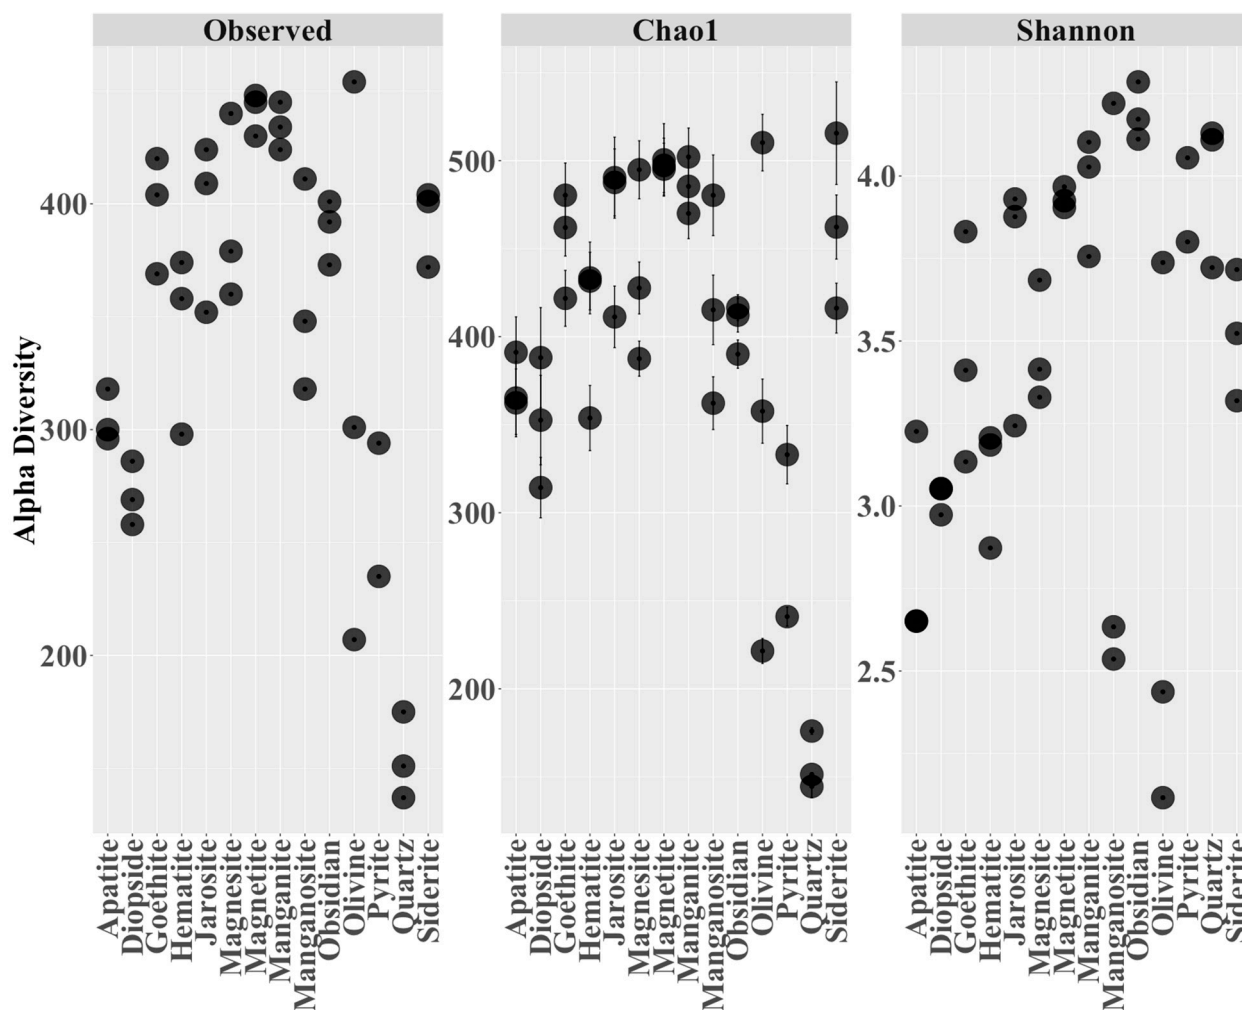 Observed
Chao1
Shannon
Alpha Diversity
400
300
200
500
400
300
200
4.0
3.5
3.0
2.5
Apatite
Diopside
Goethite
Hematite
Jarosite
Magnesite
Magnetite
Manganite
Manganosite
Obsidian
Olivine
Pyrite
Quartz
Siderite
Apatite
Diopside
Goethite
Hematite
Jarosite
Magnesite
Magnetite
Manganite
Manganosite
Obsidian
Olivine
Pyrite
Quartz
Siderite
Apatite
Diopside
Goethite
Hematite
Jarosite
Magnesite
Magnetite
Manganite
Manganosite
Obsidian
Olivine
Pyrite
Quartz
Siderite